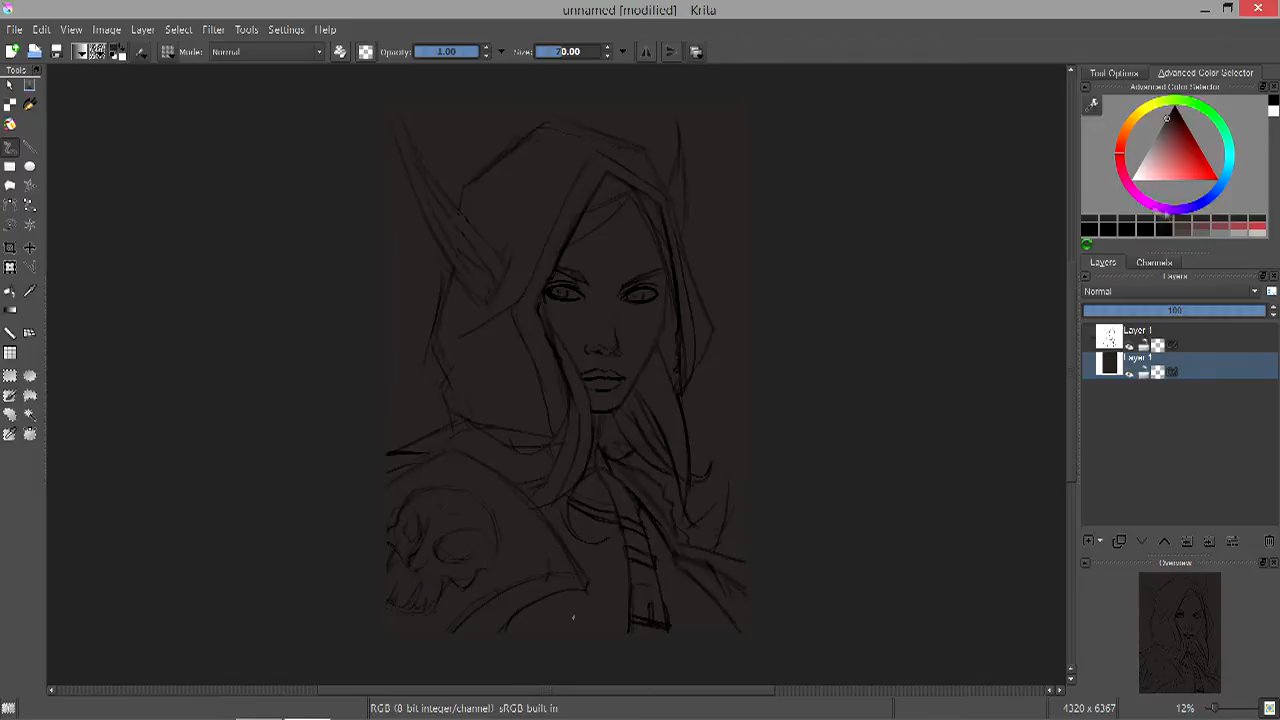 unnamed [modified] - Krita
File Edit View Image Layer Select Filter Tools Settings Help
Mode: Normal Opacity: 1.00 Size: 70.00
Tools
Tool Options Advanced Color Selector
Advanced Color Selector
Layers Channels
Layers
Normal
100
Layer 1
Layer 1
Overview
RGB (8 bit integer/channel) sRGB built in
4320 x 6367 12%